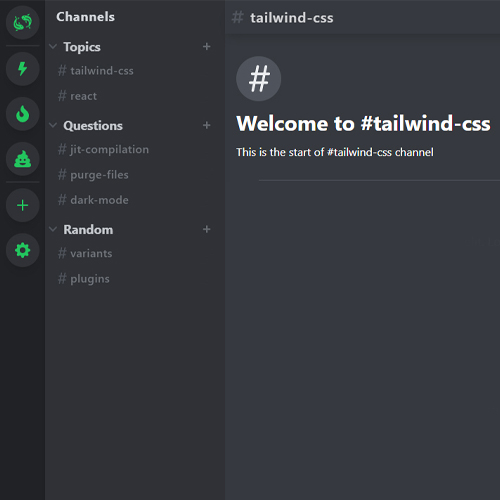 Channels
Topics +
# tailwind-css
# react
Questions +
# jit-compilation
# purge-files
# dark-mode
Random +
# variants
# plugins
# tailwind-css
#
Welcome to #tailwind-css
This is the start of #tailwind-css channel